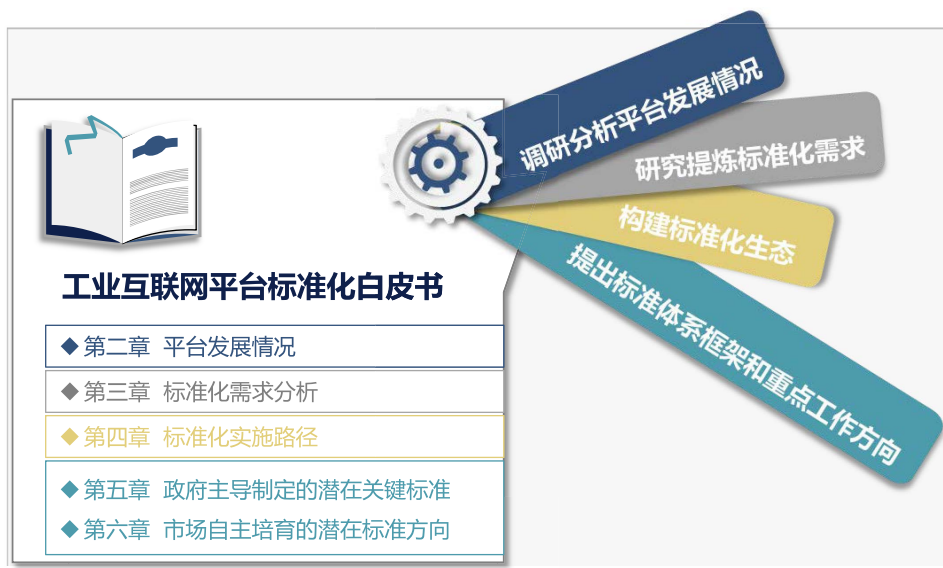 调研分析平台发展情况
研究提炼标准化需求
构建标准化生态
提出标准体系框架和重点工作方向
工业互联网平台标准化白皮书
◆第二章 平台发展情况
◆第三章 标准化需求分析
◆第四章 标准化实施路径
◆第五章 政府主导制定的潜在关键标准
◆第六章 市场自主培育的潜在标准方向